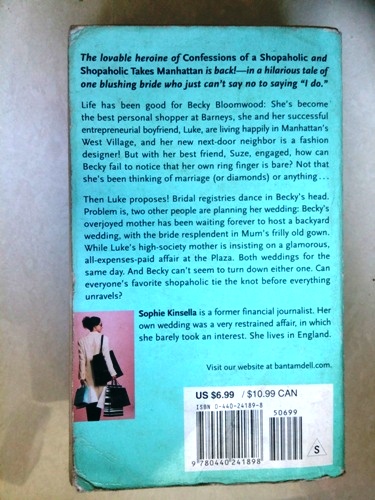 The lovable heroine of Confessions of a Shopaholic and
Shopaholic Takes Manhattan is back!—in a hilarious tale of
one blushing bride who just can't say no to saying "I do."
Life has been good for Becky Bloomwood: She's become
the best personal shopper at Barneys, she and her successful
entrepreneurial boyfriend, Luke, are living happily in Manhattan's
West Village, and her new next-door neighbor is a fashion
designer! But with her best friend, Suze, engaged, how can
Becky fail to notice that her own ring finger is bare? Not that
she's been thinking of marriage (or diamonds) or anything . . .
Then Luke proposes! Bridal registries dance in Becky's head.
Problem is, two other people are planning her wedding: Becky's
overjoyed mother has been waiting forever to host a backyard
wedding, with the bride resplendent in Mum's frilly old gown.
While Luke's high-society mother is insisting on a glamorous,
all-expenses-paid affair at the Plaza. Both weddings for the
same day. And Becky can't seem to turn down either one. Can
everyone's favorite shopaholic tie the knot before everything
unravels?
Sophie Kinsella is a former financial journalist. Her
own wedding was a very restrained affair, in which
she barely took an interest. She lives in England.
Visit our website at bantamdell.com.
US $6.99 / $10.99 CAN
ISBN 0-440-24189-8
50699
9 780440 241898
S